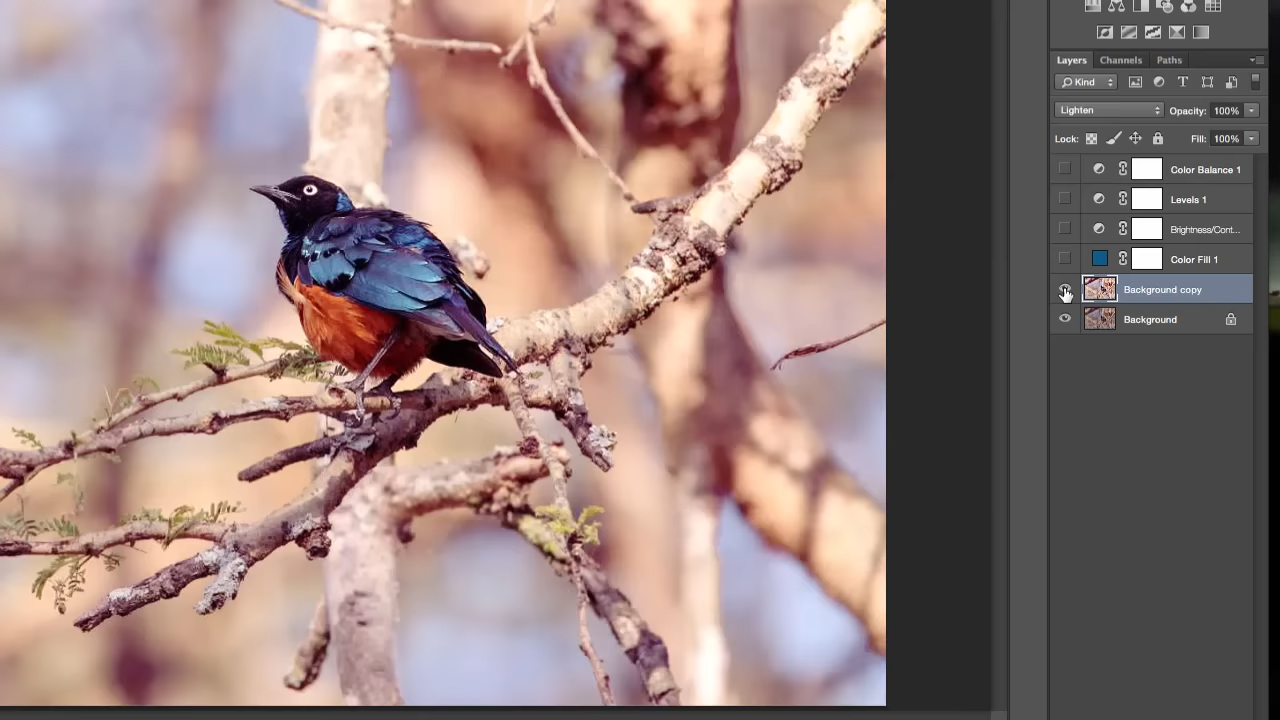 Layers Channels Paths
Kind
Lighten Opacity: 100%
Lock: Fill: 100%
Color Balance 1
Levels 1
Brightness/Cont...
Color Fill 1
Background copy
Background